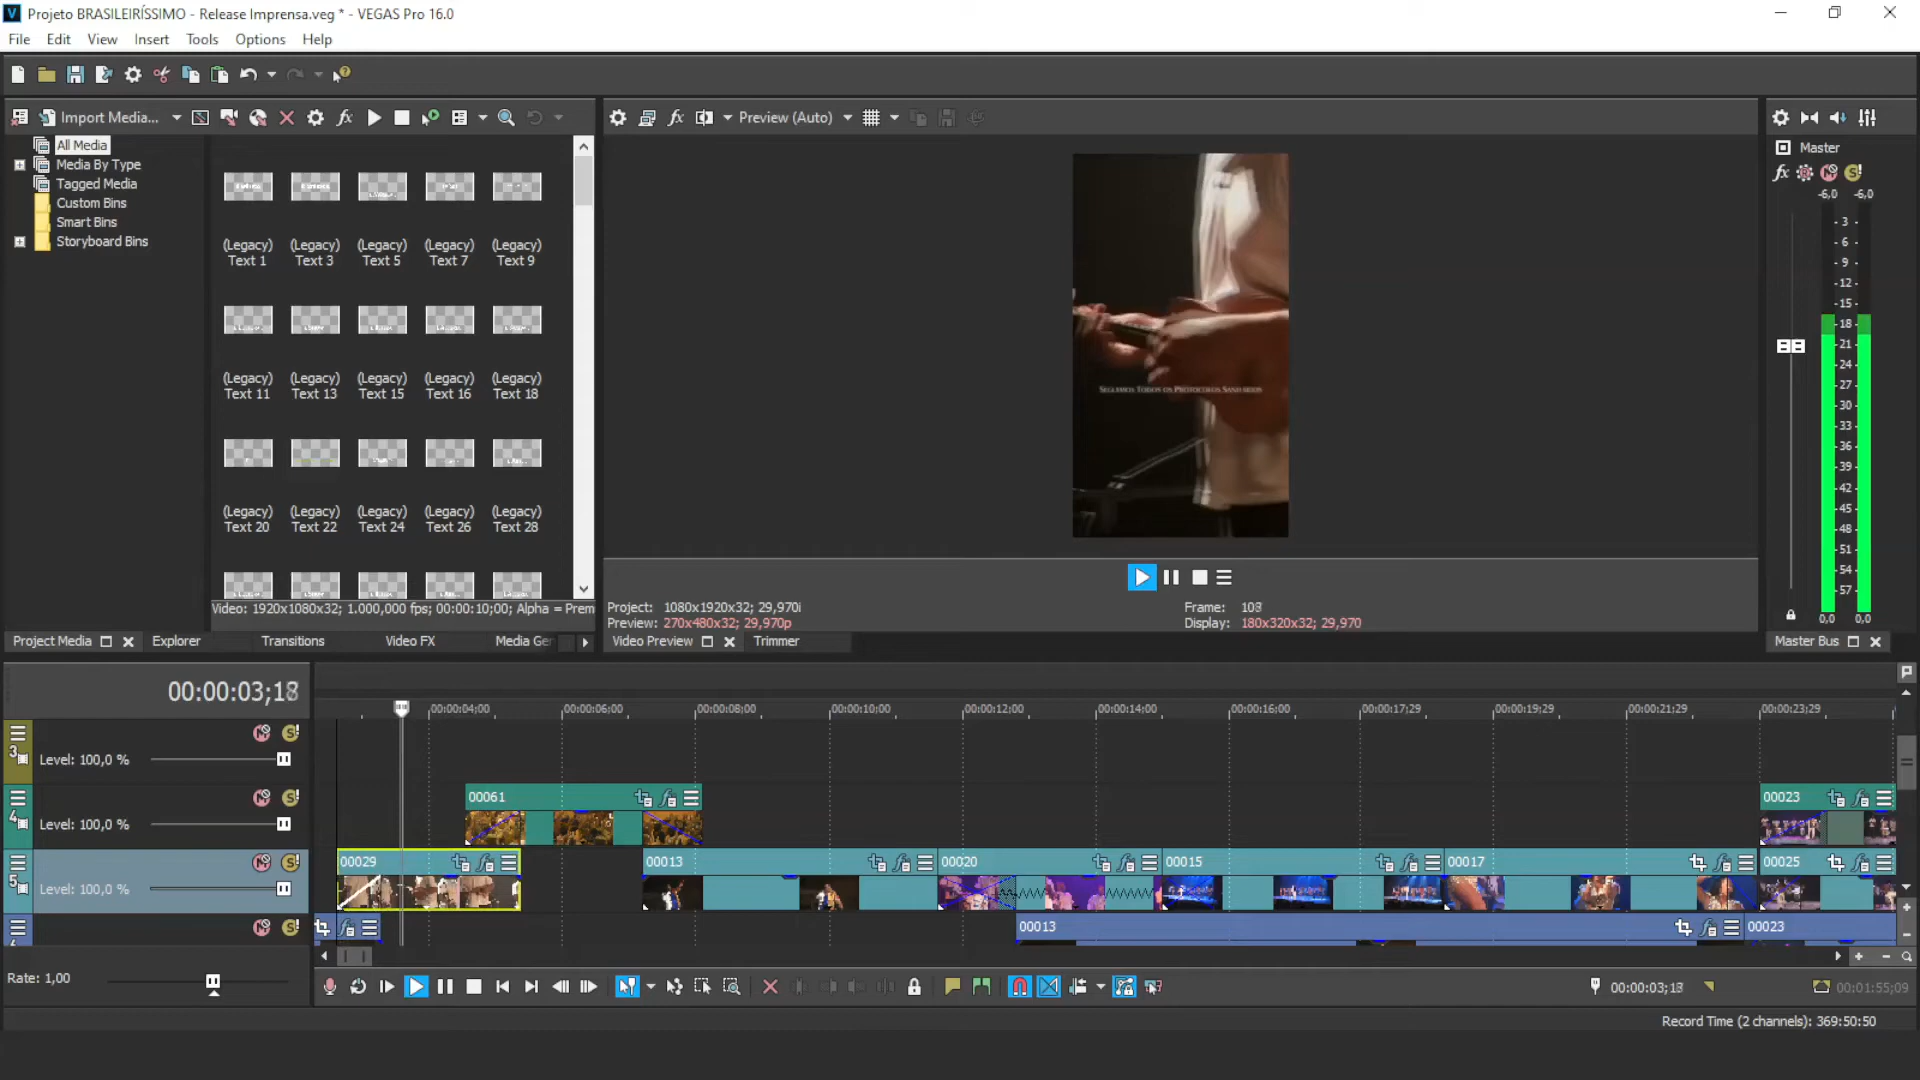 Projeto BRASILEIRÍSSIMO - Release Imprensa.veg * - VEGAS Pro 16.0
File Edit View Insert Tools Options Help
Import Media... Preview (Auto)
All Media
Media By Type
Tagged Media
Custom Bins
Smart Bins
Storyboard Bins
(Legacy) Text 1
(Legacy) Text 3
(Legacy) Text 5
(Legacy) Text 7
(Legacy) Text 9
(Legacy) Text 11
(Legacy) Text 13
(Legacy) Text 15
(Legacy) Text 16
(Legacy) Text 18
(Legacy) Text 20
(Legacy) Text 22
(Legacy) Text 24
(Legacy) Text 26
(Legacy) Text 28
Video: 1920x1080x32; 1.000,000 fps; 00:00:10;00; Alpha = Prem
Project Media Explorer Transitions Video FX Media Ge
Seguimos Todos os Protocolos Sanitários
Project: 1080x1920x32; 29,970i
Preview: 270x480x32; 29,970p
Frame: 108
Display: 180x320x32; 29,970
Video Preview Trimmer
Master
-6,0 -6,0
- 3 -
- 6 -
- 9 -
-12-
-15-
-18-
-21-
-24-
-27-
-30-
-33-
-36-
-39-
-42-
-45-
-48-
-51-
-54-
-57-
0,0 0,0
Master Bus
00:00:03;18
00:00:04;00 00:00:06;00 00:00:08;00 00:00:10;00 00:00:12;00 00:00:14;00 00:00:16;00 00:00:17;29 00:00:19;29 00:00:21;29 00:00:23;29
3 Level: 100,0 %
4 Level: 100,0 %
00061 00023
5 Level: 100,0 %
00029 00013 00020 00015 00017 00025
00013 00023
Rate: 1,00
00:00:03;18 00:01:55;09
Record Time (2 channels): 369:50:50